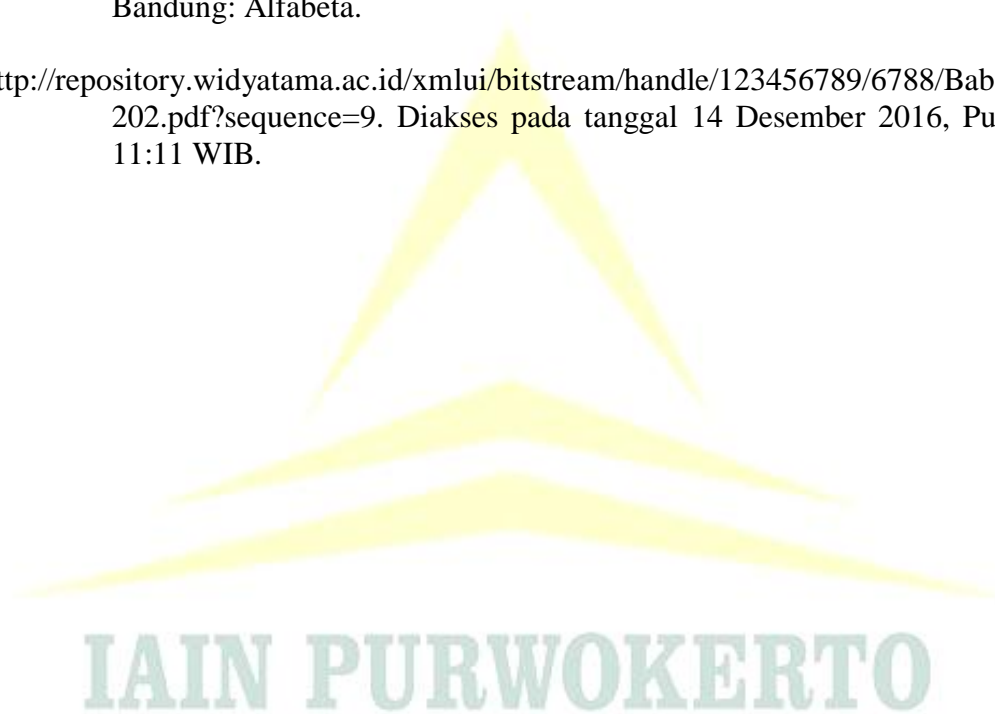 Bandung: Alfabeta.
ttp://repository.widyatama.ac.id/xmlui/bitstream/handle/123456789/6788/Bab
202.pdf?sequence=9. Diakses pada tanggal 14 Desember 2016, Pu
11:11 WIB.
IAIN PURWOKERTO